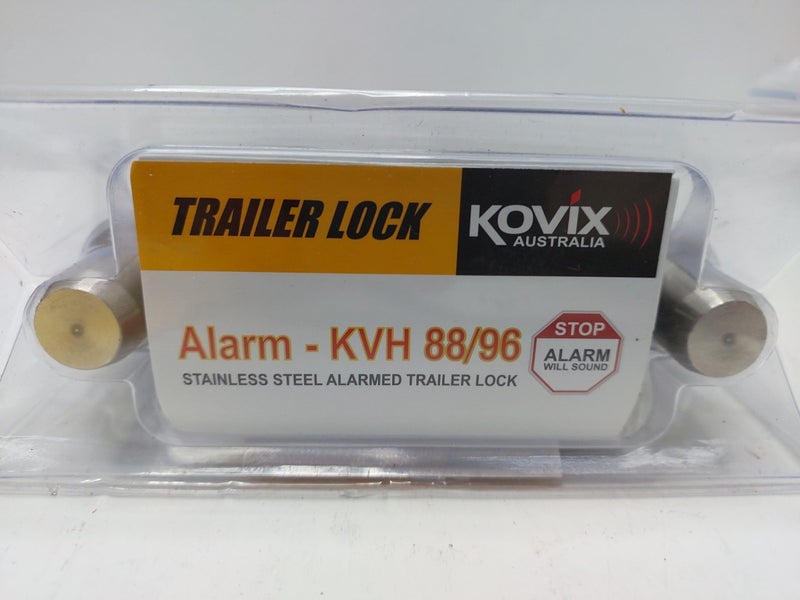 TRAILER LOCK
KOVIX
AUSTRALIA
Alarm - KVH 88/96
STAINLESS STEEL ALARMED TRAILER LOCK
STOP
ALARM
WILL SOUND